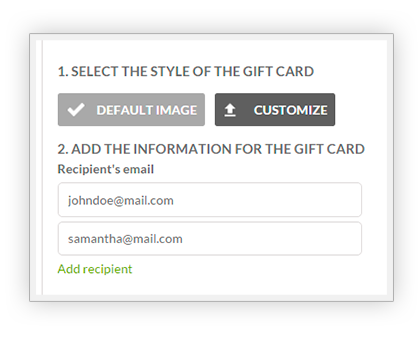 1. SELECT THE STYLE OF THE GIFT CARD
DEFAULT IMAGE CUSTOMIZE
2. ADD THE INFORMATION FOR THE GIFT CARD
Recipient's email
johndoe@mail.com
samantha@mail.com
Add recipient